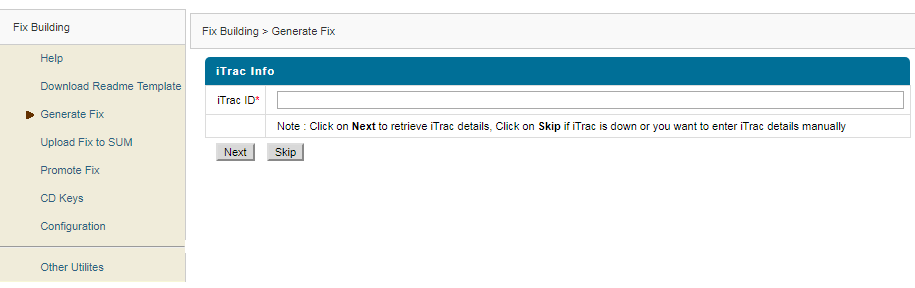 Fix Building
Help
Download Readme Template
Generate Fix
Upload Fix to SUM
Promote Fix
CD Keys
Configuration
Other Utilites
Fix Building > Generate Fix
iTrac Info
iTrac ID*
Note : Click on Next to retrieve iTrac details, Click on Skip if iTrac is down or you want to enter iTrac details manually
Next Skip